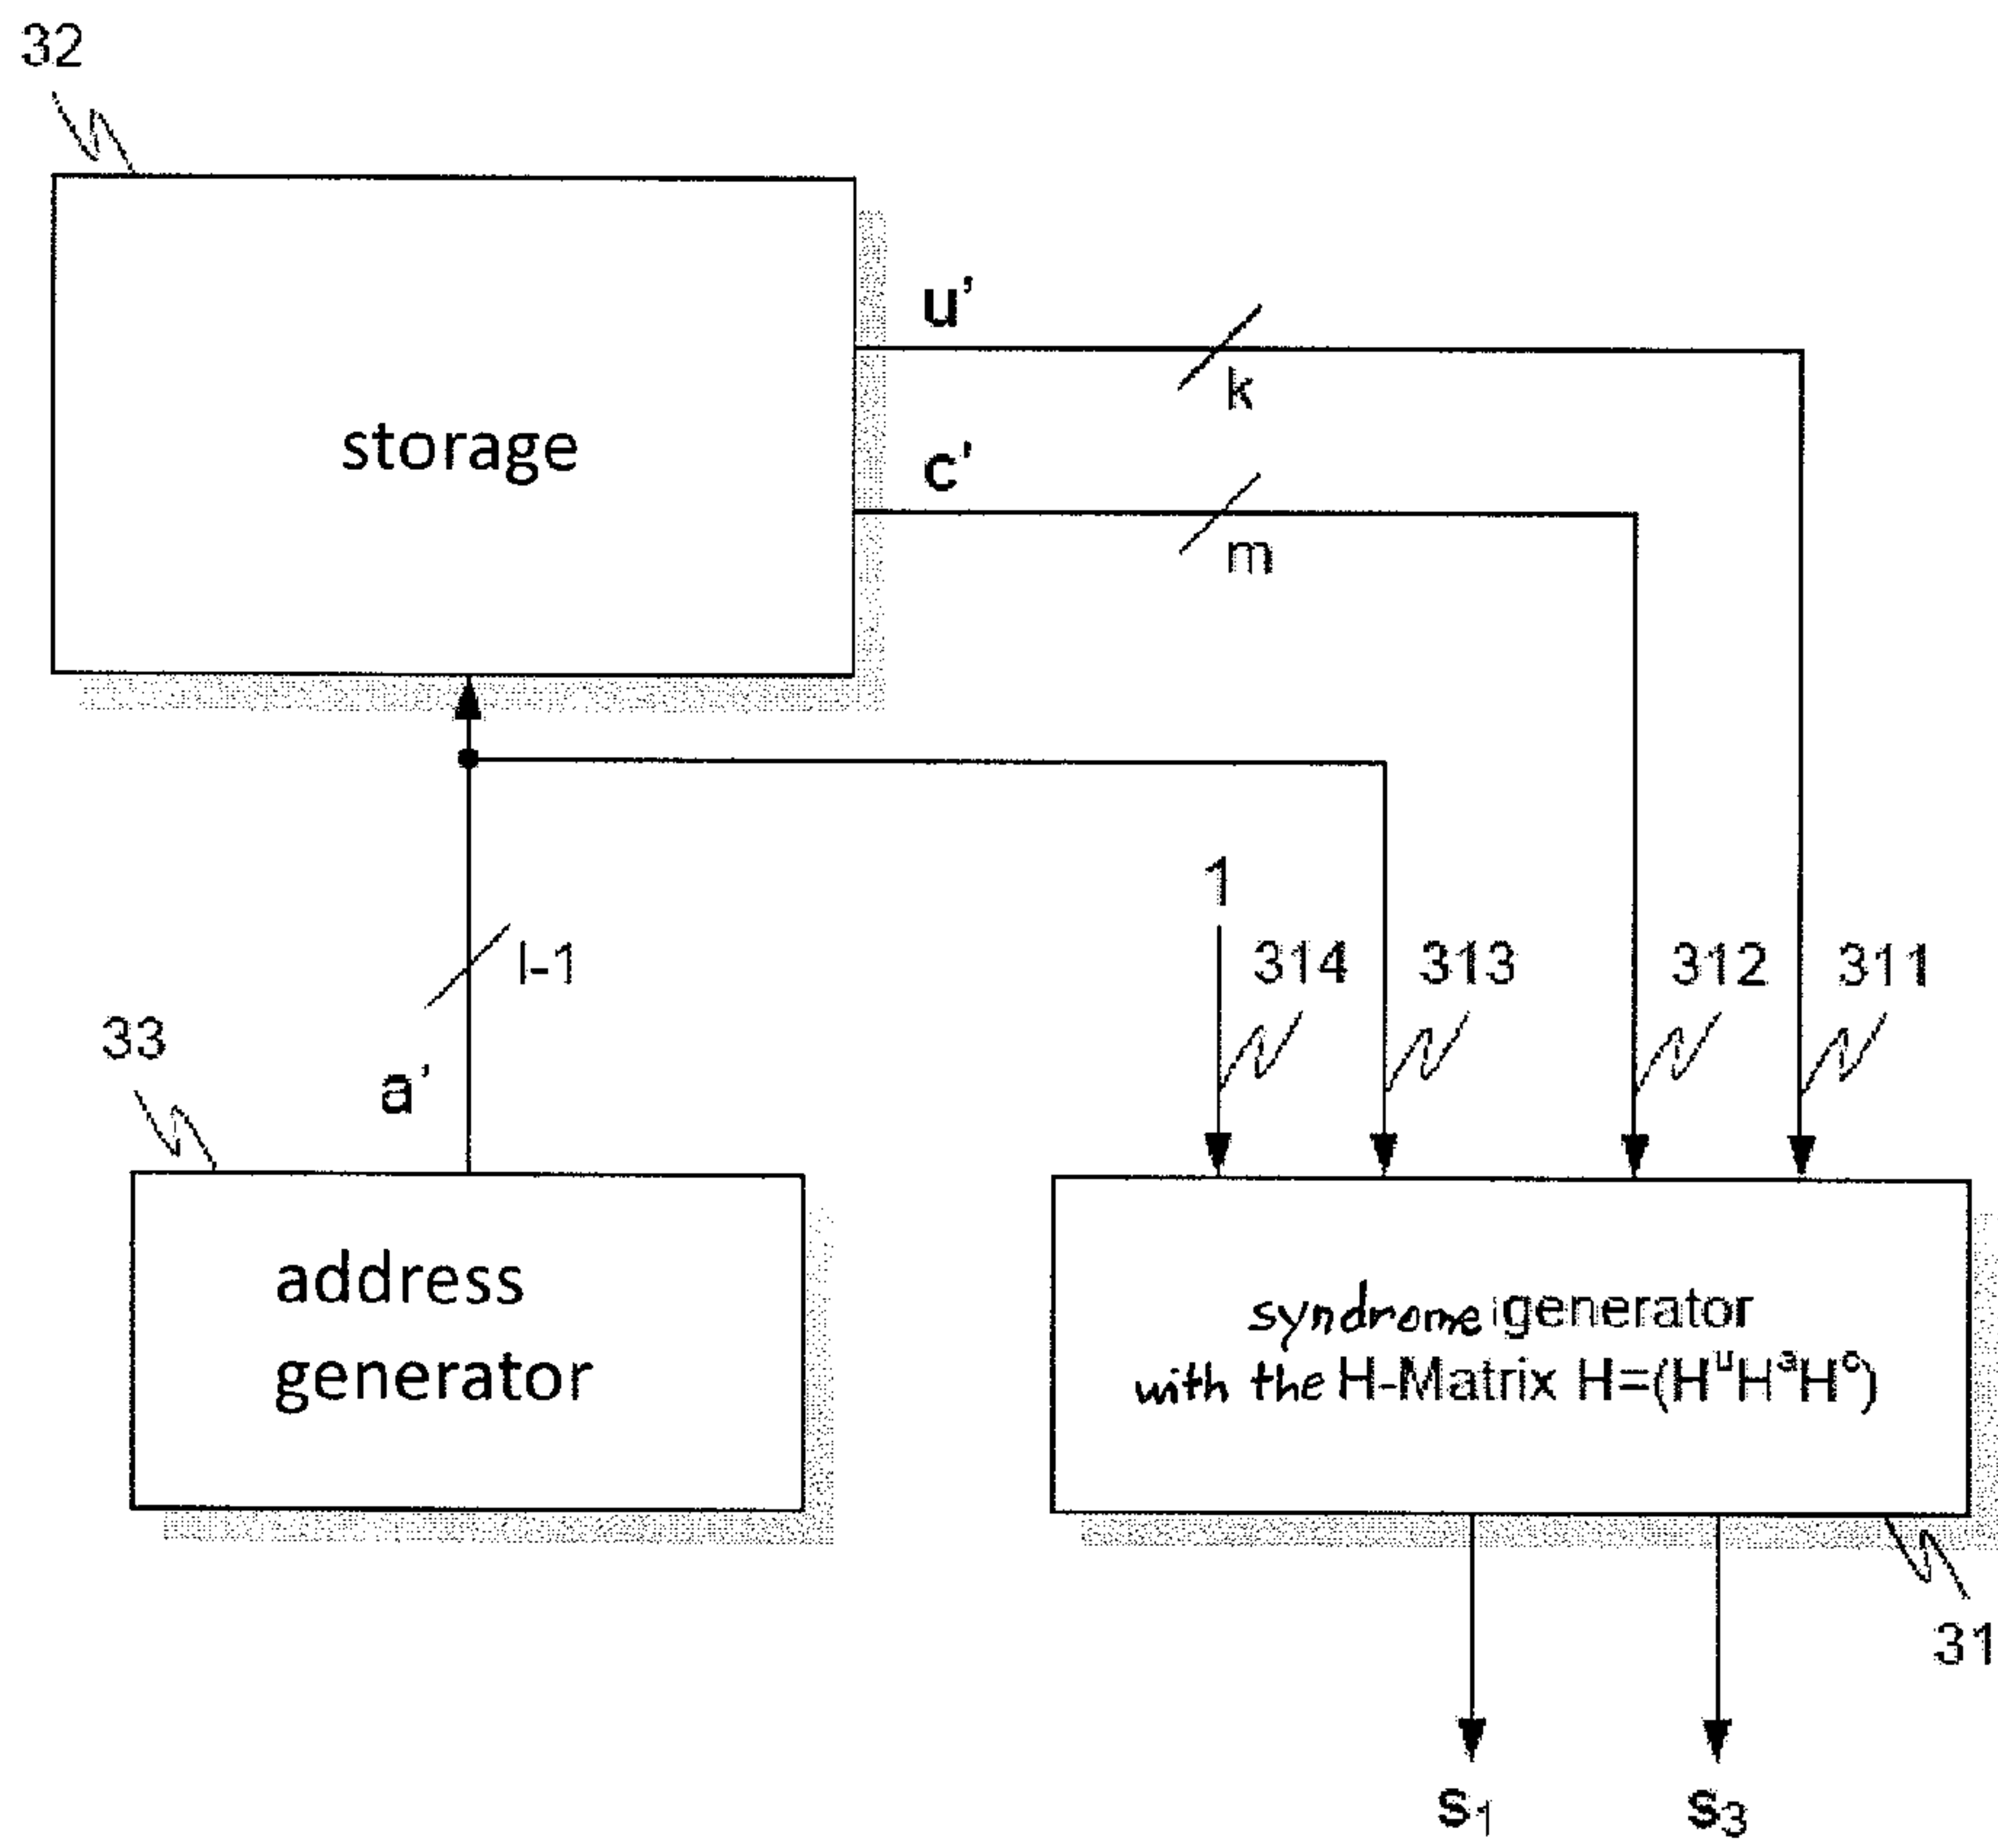 32
u'
k
storage
c'
m
1
314
313
312
311
l-1
33
a'
address
generator
syndrome generator
with the H-Matrix H=(HᵘHᵃHᶜ)
31
s₁
s₃